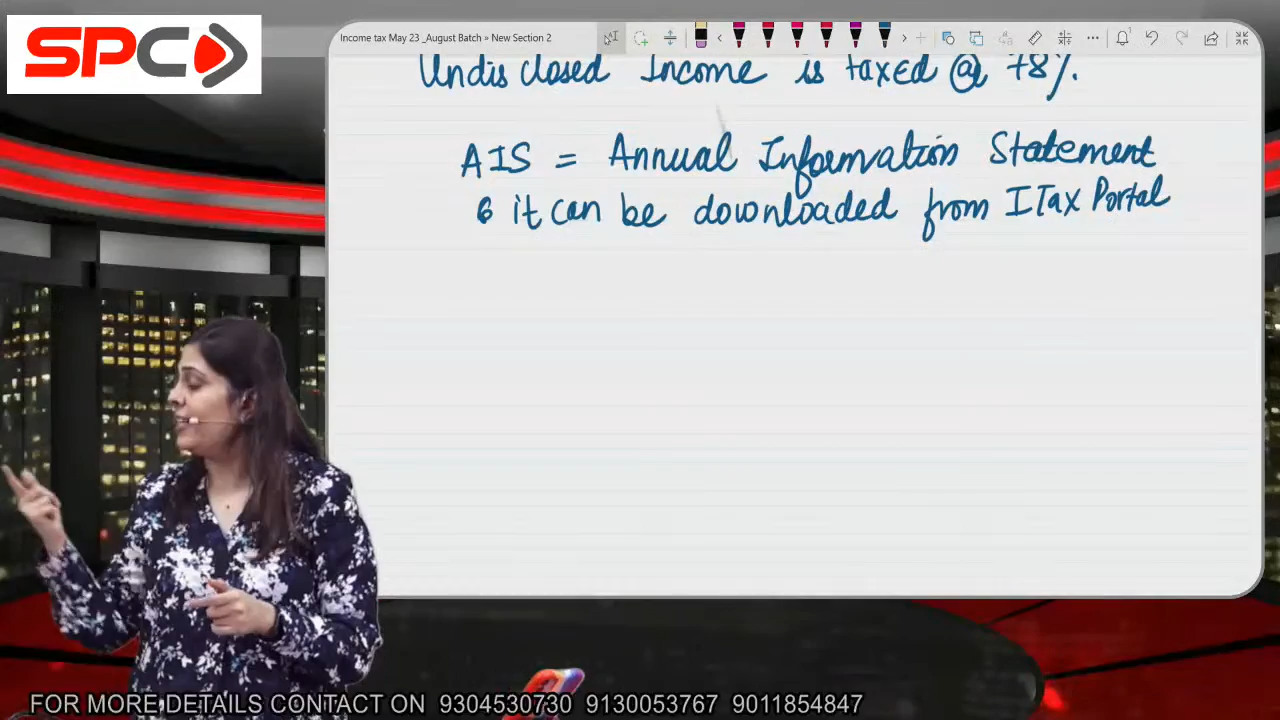 SPC
Income tax May 23 _August Batch » New Section 2
Undisclosed Income is taxed @ 78%.
AIS = Annual Information Statement
it can be downloaded from ITax Portal
FOR MORE DETAILS CONTACT ON 9304530730 9130053767 9011854847